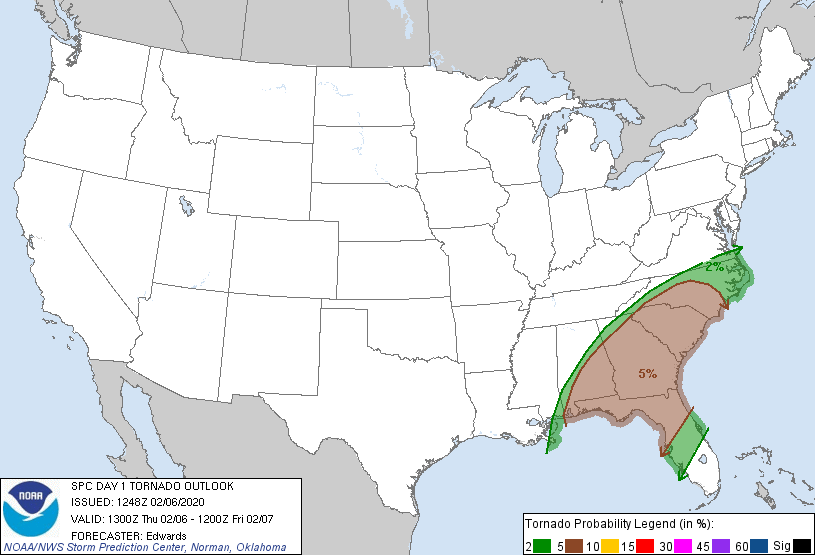 2%
5%
NOAA
SPC DAY 1 TORNADO OUTLOOK
ISSUED: 1248Z 02/06/2020
VALID: 1300Z Thu 02/06 - 1200Z Fri 02/07
FORECASTER: Edwards
NOAA/NWS Storm Prediction Center, Norman, Oklahoma
Tornado Probability Legend (in %):
2 5 10 15 30 45 60 Sig